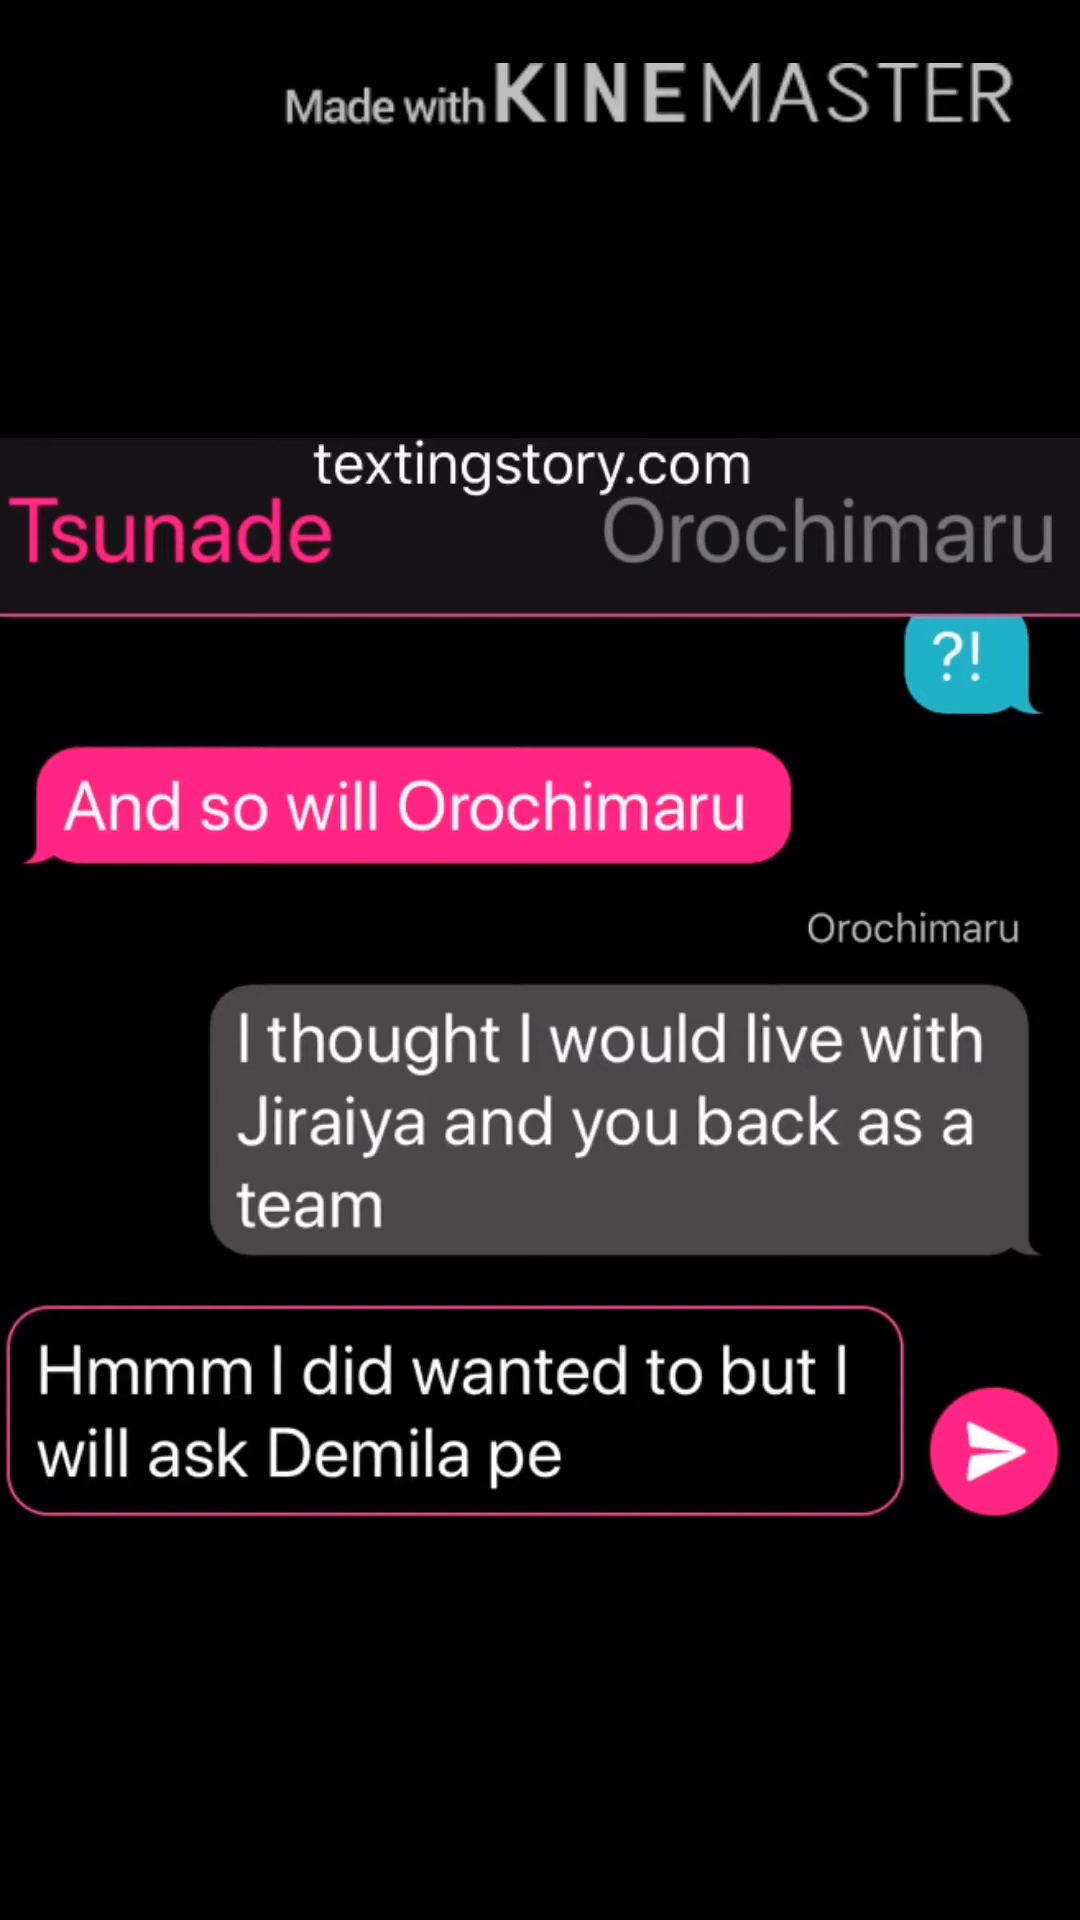 Made with KINEMASTER
textingstory.com
Tsunade Orochimaru
?!
And so will Orochimaru
Orochimaru
I thought I would live with
Jiraiya and you back as a
team
Hmmm I did wanted to but I
will ask Demila pe